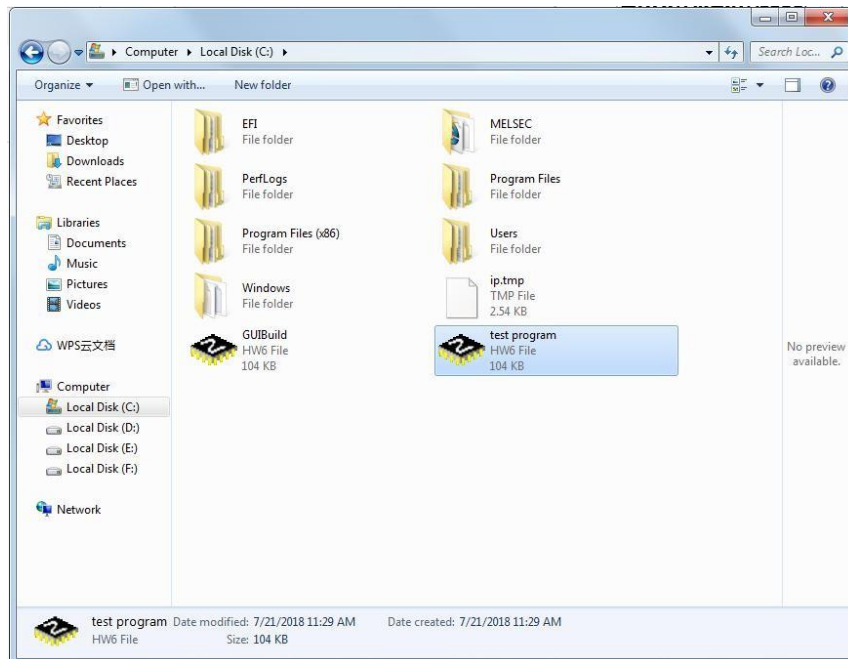 Computer ▸ Local Disk (C:) ▸
Search Loc...
Organize ▾ Open with... New folder
Favorites
Desktop
Downloads
Recent Places
Libraries
Documents
Music
Pictures
Videos
WPS云文档
Computer
Local Disk (C:)
Local Disk (D:)
Local Disk (E:)
Local Disk (F:)
Network
EFI
File folder
MELSEC
File folder
PerfLogs
File folder
Program Files
File folder
Program Files (x86)
File folder
Users
File folder
Windows
File folder
ip.tmp
TMP File
2.54 KB
GUIBuild
HW6 File
104 KB
test program
HW6 File
104 KB
No preview
available.
test program Date modified: 7/21/2018 11:29 AM Date created: 7/21/2018 11:29 AM
HW6 File Size: 104 KB